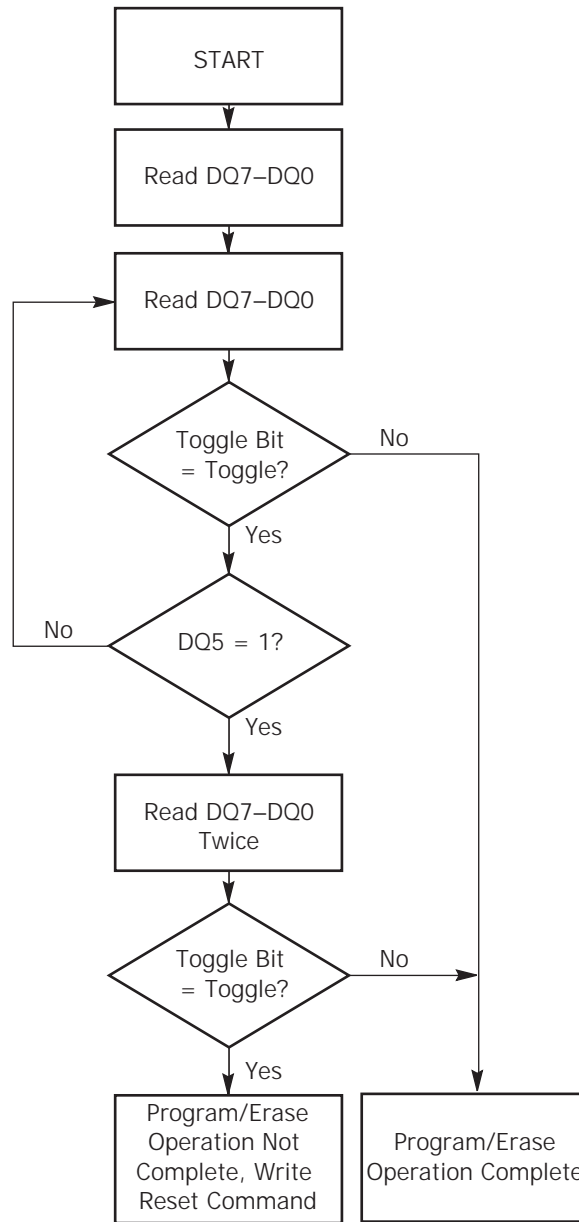 START
Read DQ7–DQ0
Read DQ7–DQ0
Toggle Bit
= Toggle?
No
Yes
No
DQ5 = 1?
Yes
Read DQ7–DQ0
Twice
Toggle Bit
= Toggle?
No
Yes
Program/Erase
Operation Not
Complete, Write
Reset Command
Program/Erase
Operation Complete